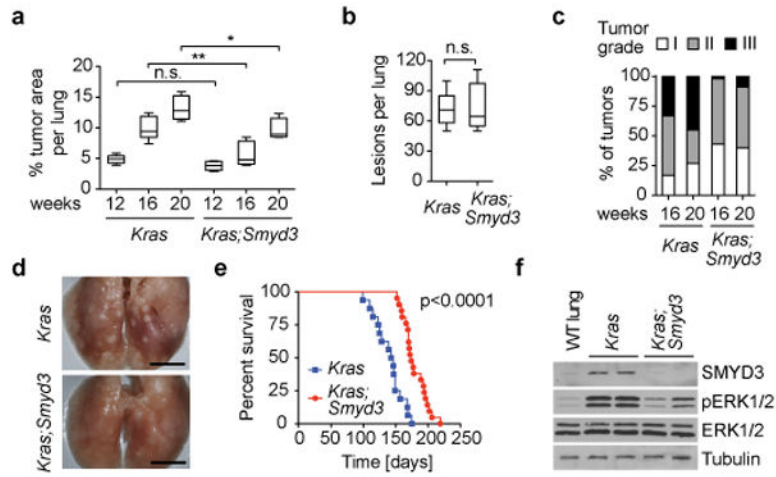 a
% tumor area
per lung
20
15
10
5
0
*
**
n.s.
weeks 12 16 20 12 16 20
Kras Kras;Smyd3
b
Lesions per lung
120
90
60
30
0
n.s.
Kras
Kras;
Smyd3
c
Tumor
grade
I II III
% of tumors
100
75
50
25
0
weeks 16 20 16 20
Kras Kras;
Smyd3
d
Kras
Kras;Smyd3
e
Percent survival
100
75
50
25
0
p<0.0001
Kras
Kras;
Smyd3
0 50 100 150 200 250
Time [days]
f
WT lung
Kras
Kras;
Smyd3
SMYD3
pERK1/2
ERK1/2
Tubulin